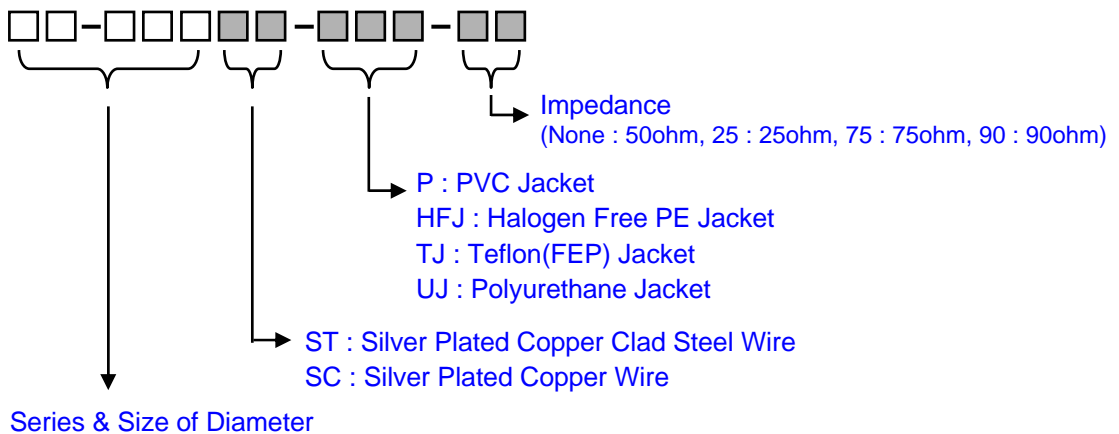 Impedance
(None : 50ohm, 25 : 25ohm, 75 : 75ohm, 90 : 90ohm)
P : PVC Jacket
HFJ : Halogen Free PE Jacket
TJ : Teflon(FEP) Jacket
UJ : Polyurethane Jacket
ST : Silver Plated Copper Clad Steel Wire
SC : Silver Plated Copper Wire
Series & Size of Diameter